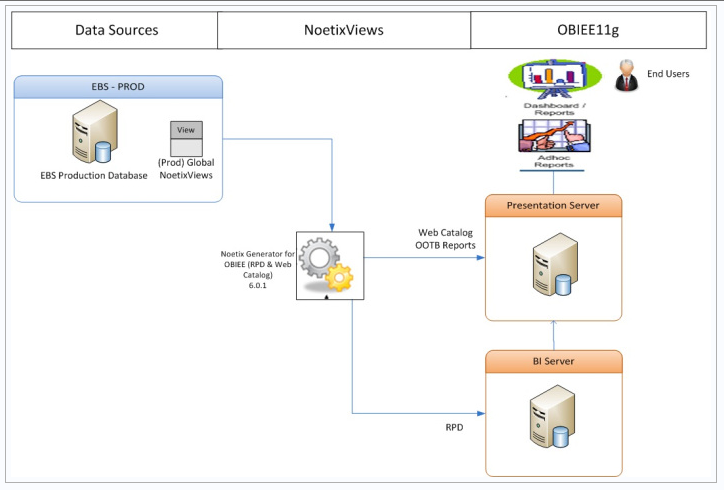 Data Sources
NoetixViews
OBIEE11g
EBS - PROD
View
(Prod) Global
NoetixViews
EBS Production Database
End Users
Dashboard /
Reports
Adhoc
Reports
Noetix Generator for
OBIEE (RPD & Web
Catalog)
6.0.1
Web Catalog
OOTB Reports
Presentation Server
BI Server
RPD